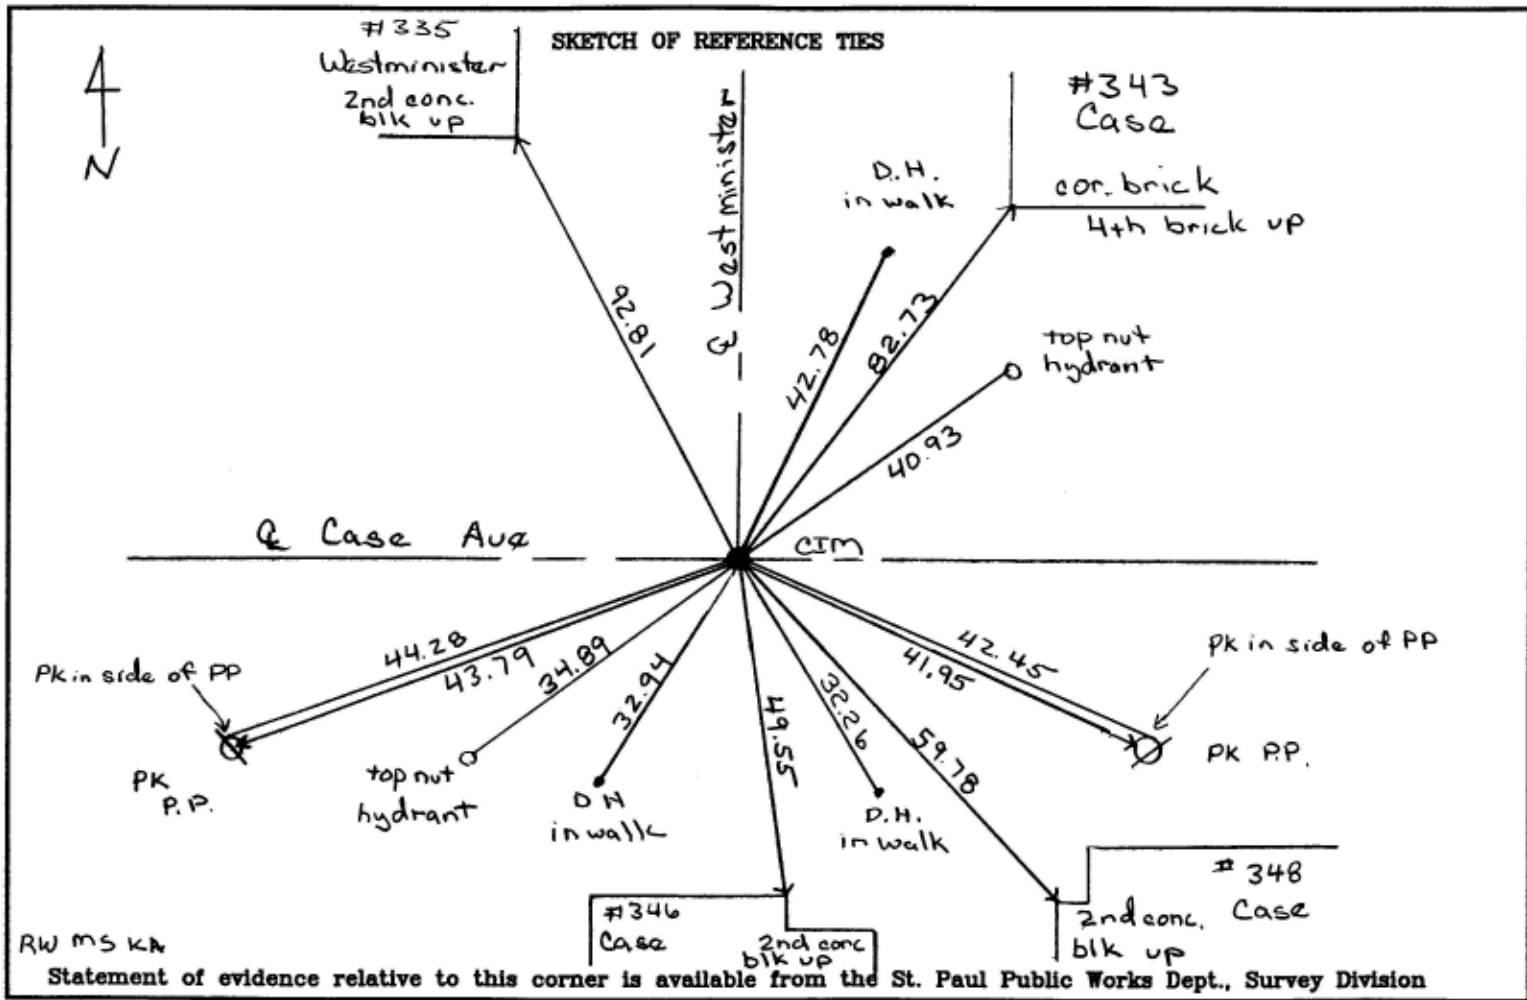 SKETCH OF REFERENCE TIES
#335
Westminister
2nd conc.
blk up
N
℄ Westminister
#343
Case
cor. brick
4th brick up
D.H.
in walk
top nut
hydrant
92.81
42.78
82.73
40.93
℄ Case Ave
CIM
44.28
43.79
34.89
32.94
49.55
32.26
59.78
41.95
42.45
PK in side of PP
PK
P.P.
top nut
hydrant
DH
in walk
D.H.
in walk
PK in side of PP
PK P.P.
#346
Case
2nd conc
blk up
#348
Case
2nd conc.
blk up
RW MS KA
Statement of evidence relative to this corner is available from the St. Paul Public Works Dept., Survey Division